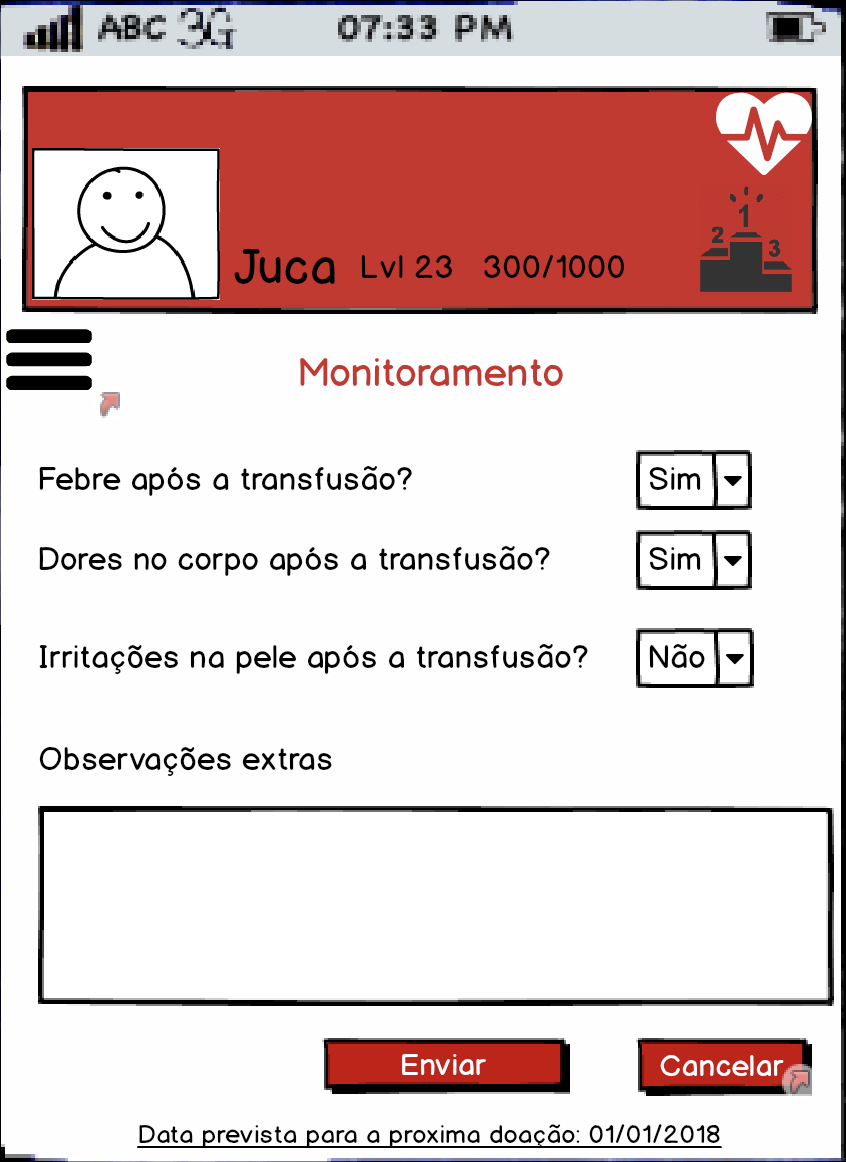 ABC 3G 07:33 PM
1
2
3
Juca Lvl 23 300/1000
Monitoramento
Febre após a transfusão? Sim
Dores no corpo após a transfusão? Sim
Irritações na pele após a transfusão? Não
Observações extras
Enviar Cancelar
Data prevista para a proxima doação: 01/01/2018